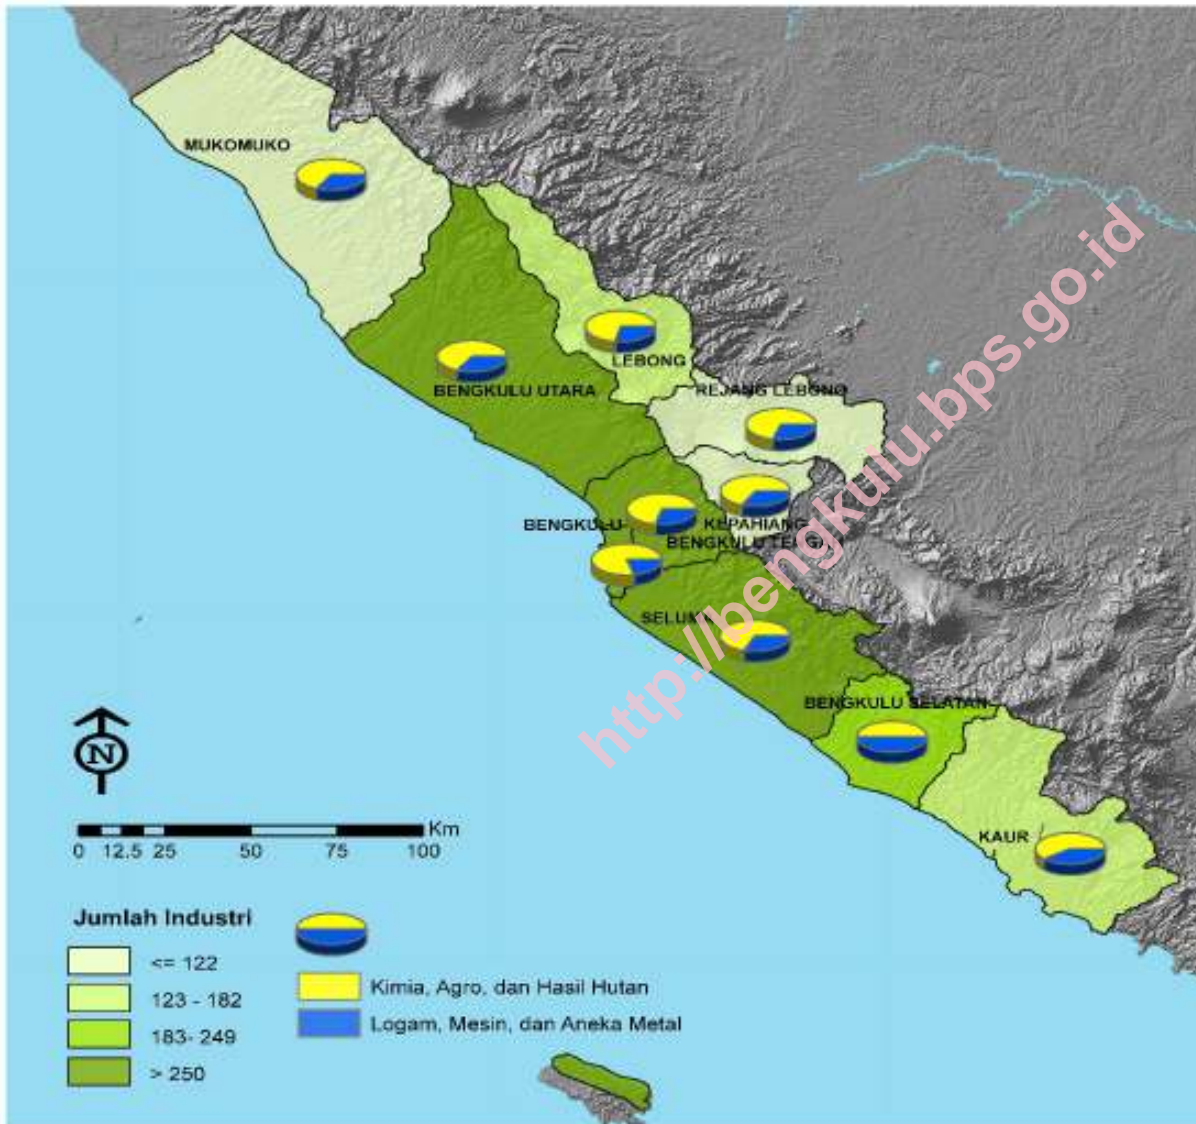 MUKOMUKO
LEBONG
BENGKULU UTARA
REJANG LEBONG
BENGKULU
KEPAHIANG
BENGKULU TENGAH
SELUMA
BENGKULU SELATAN
KAUR
http://bengkulu.bps.go.id
N
Km
0 12.5 25 50 75 100
Jumlah Industri
<= 122
123 - 182
183- 249
> 250
Kimia, Agro, dan Hasil Hutan
Logam, Mesin, dan Aneka Metal